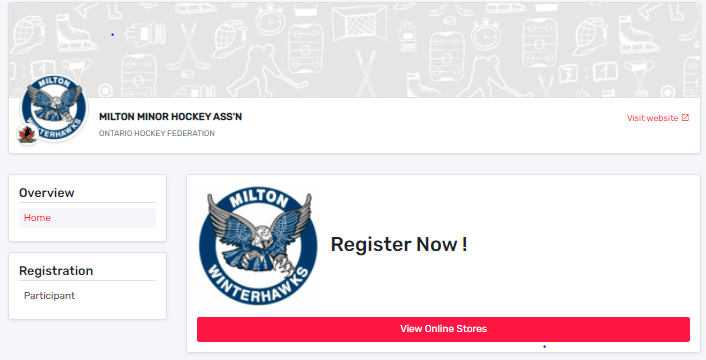 MILTON
WINTERHAWKS
MILTON MINOR HOCKEY ASS'N
ONTARIO HOCKEY FEDERATION
Visit website
Overview
Home
Registration
Participant
MILTON
WINTERHAWKS
Register Now !
View Online Stores